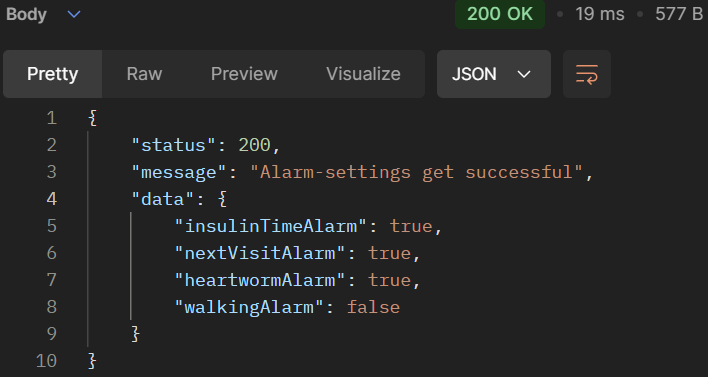 Body 200 OK • 19 ms • 577 B
Pretty Raw Preview Visualize JSON
1 {
2     "status": 200,
3     "message": "Alarm-settings get successful",
4     "data": {
5         "insulinTimeAlarm": true,
6         "nextVisitAlarm": true,
7         "heartwormAlarm": true,
8         "walkingAlarm": false
9     }
10 }